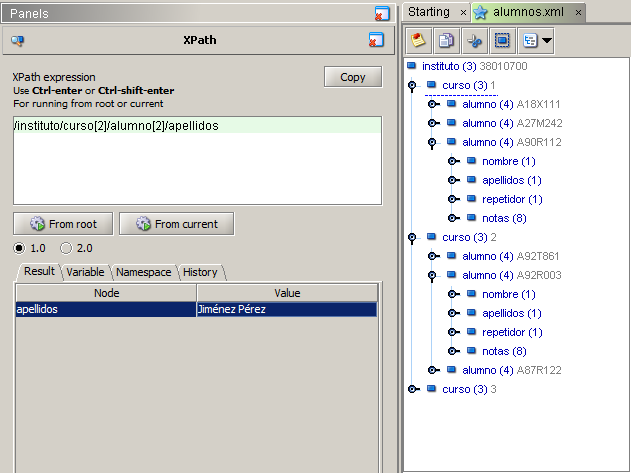 Panels
XPath
XPath expression
Copy
Use Ctrl-enter or Ctrl-shift-enter
For running from root or current
/instituto/curso[2]/alumno[2]/apellidos
From root
From current
1.0
2.0
Result
Variable
Namespace
History
Node
Value
apellidos
Jiménez Pérez
Starting ×
alumnos.xml ×
instituto (3) 38010700
curso (3) 1
alumno (4) A18X111
alumno (4) A27M242
alumno (4) A90R112
nombre (1)
apellidos (1)
repetidor (1)
notas (8)
curso (3) 2
alumno (4) A92T861
alumno (4) A92R003
nombre (1)
apellidos (1)
repetidor (1)
notas (8)
alumno (4) A87R122
curso (3) 3